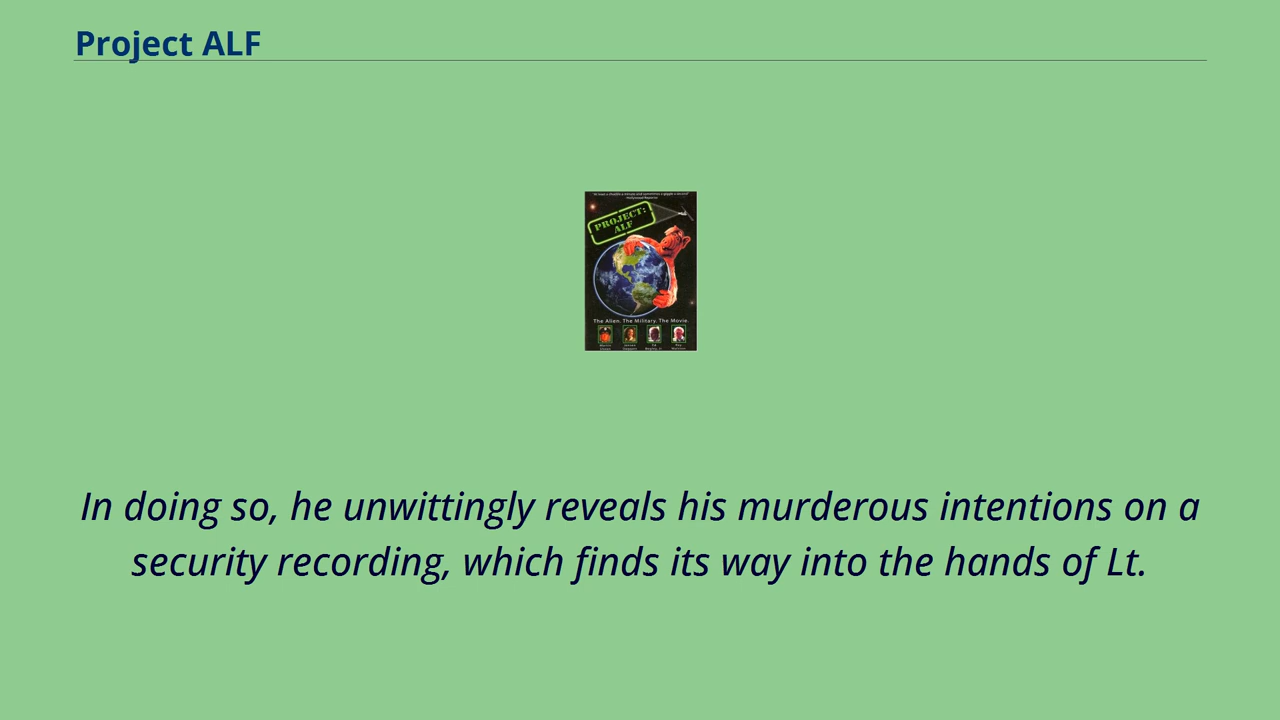 Project ALF
PROJECT:
ALF
The Alien. The Military. The Movie.
In doing so, he unwittingly reveals his murderous intentions on a
security recording, which finds its way into the hands of Lt.